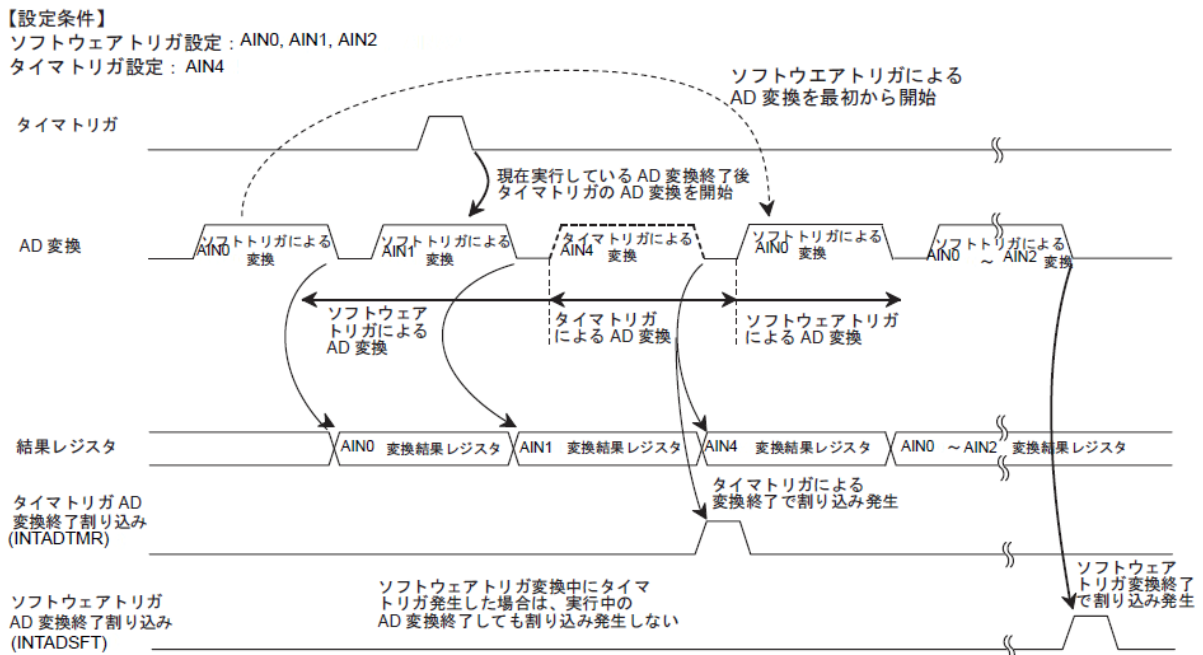 【設定条件】
ソフトウェアトリガ設定：AIN0, AIN1, AIN2
タイマトリガ設定：AIN4
ソフトウエアトリガによる
AD 変換を最初から開始
タイマトリガ
現在実行している AD 変換終了後
タイマトリガの AD 変換を開始
AD 変換
ソフトトリガによる
AIN0 変換
ソフトトリガによる
AIN1 変換
タイマトリガによる
AIN4 変換
ソフトトリガによる
AIN0 変換
ソフトトリガによる
AIN0 ～ AIN2 変換
ソフトウェア
トリガによる
AD 変換
タイマトリガ
による AD 変換
ソフトウェアトリガ
による AD 変換
結果レジスタ
AIN0 変換結果レジスタ
AIN1 変換結果レジスタ
AIN4 変換結果レジスタ
AIN0 ～AIN2 変換結果レジスタ
タイマトリガによる
変換終了で割り込み発生
タイマトリガ AD
変換終了割り込み
(INTADTMR)
ソフトウェアトリガ変換中にタイマ
トリガ発生した場合は、実行中の
AD 変換終了しても割り込み発生しない
ソフトウェア
トリガ変換終了
で割り込み発生
ソフトウェアトリガ
AD 変換終了割り込み
(INTADSFT)